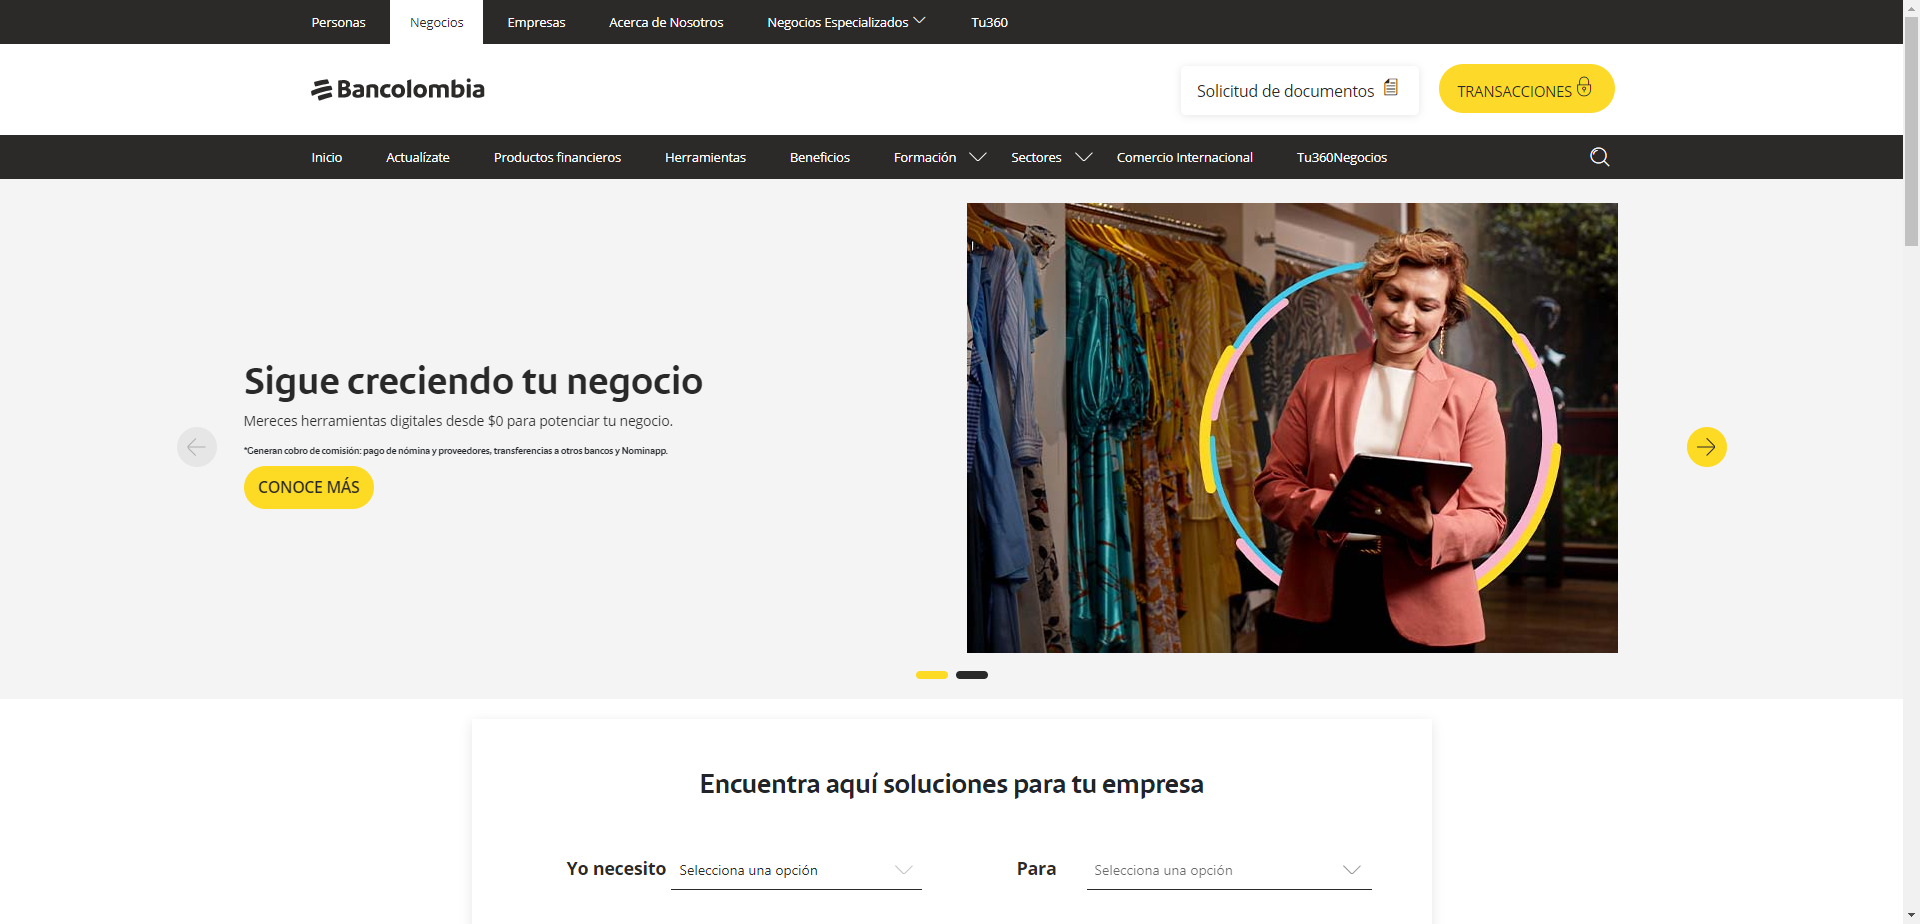 Personas Negocios Empresas Acerca de Nosotros Negocios Especializados Tu360
Bancolombia
Solicitud de documentos
TRANSACCIONES
Inicio Actualízate Productos financieros Herramientas Beneficios Formación Sectores Comercio Internacional Tu360Negocios
Sigue creciendo tu negocio
Mereces herramientas digitales desde $0 para potenciar tu negocio.
*Generan cobro de comisión: pago de nómina y proveedores, transferencias a otros bancos y Nominapp.
CONOCE MÁS
Encuentra aquí soluciones para tu empresa
Yo necesito Selecciona una opción Para Selecciona una opción